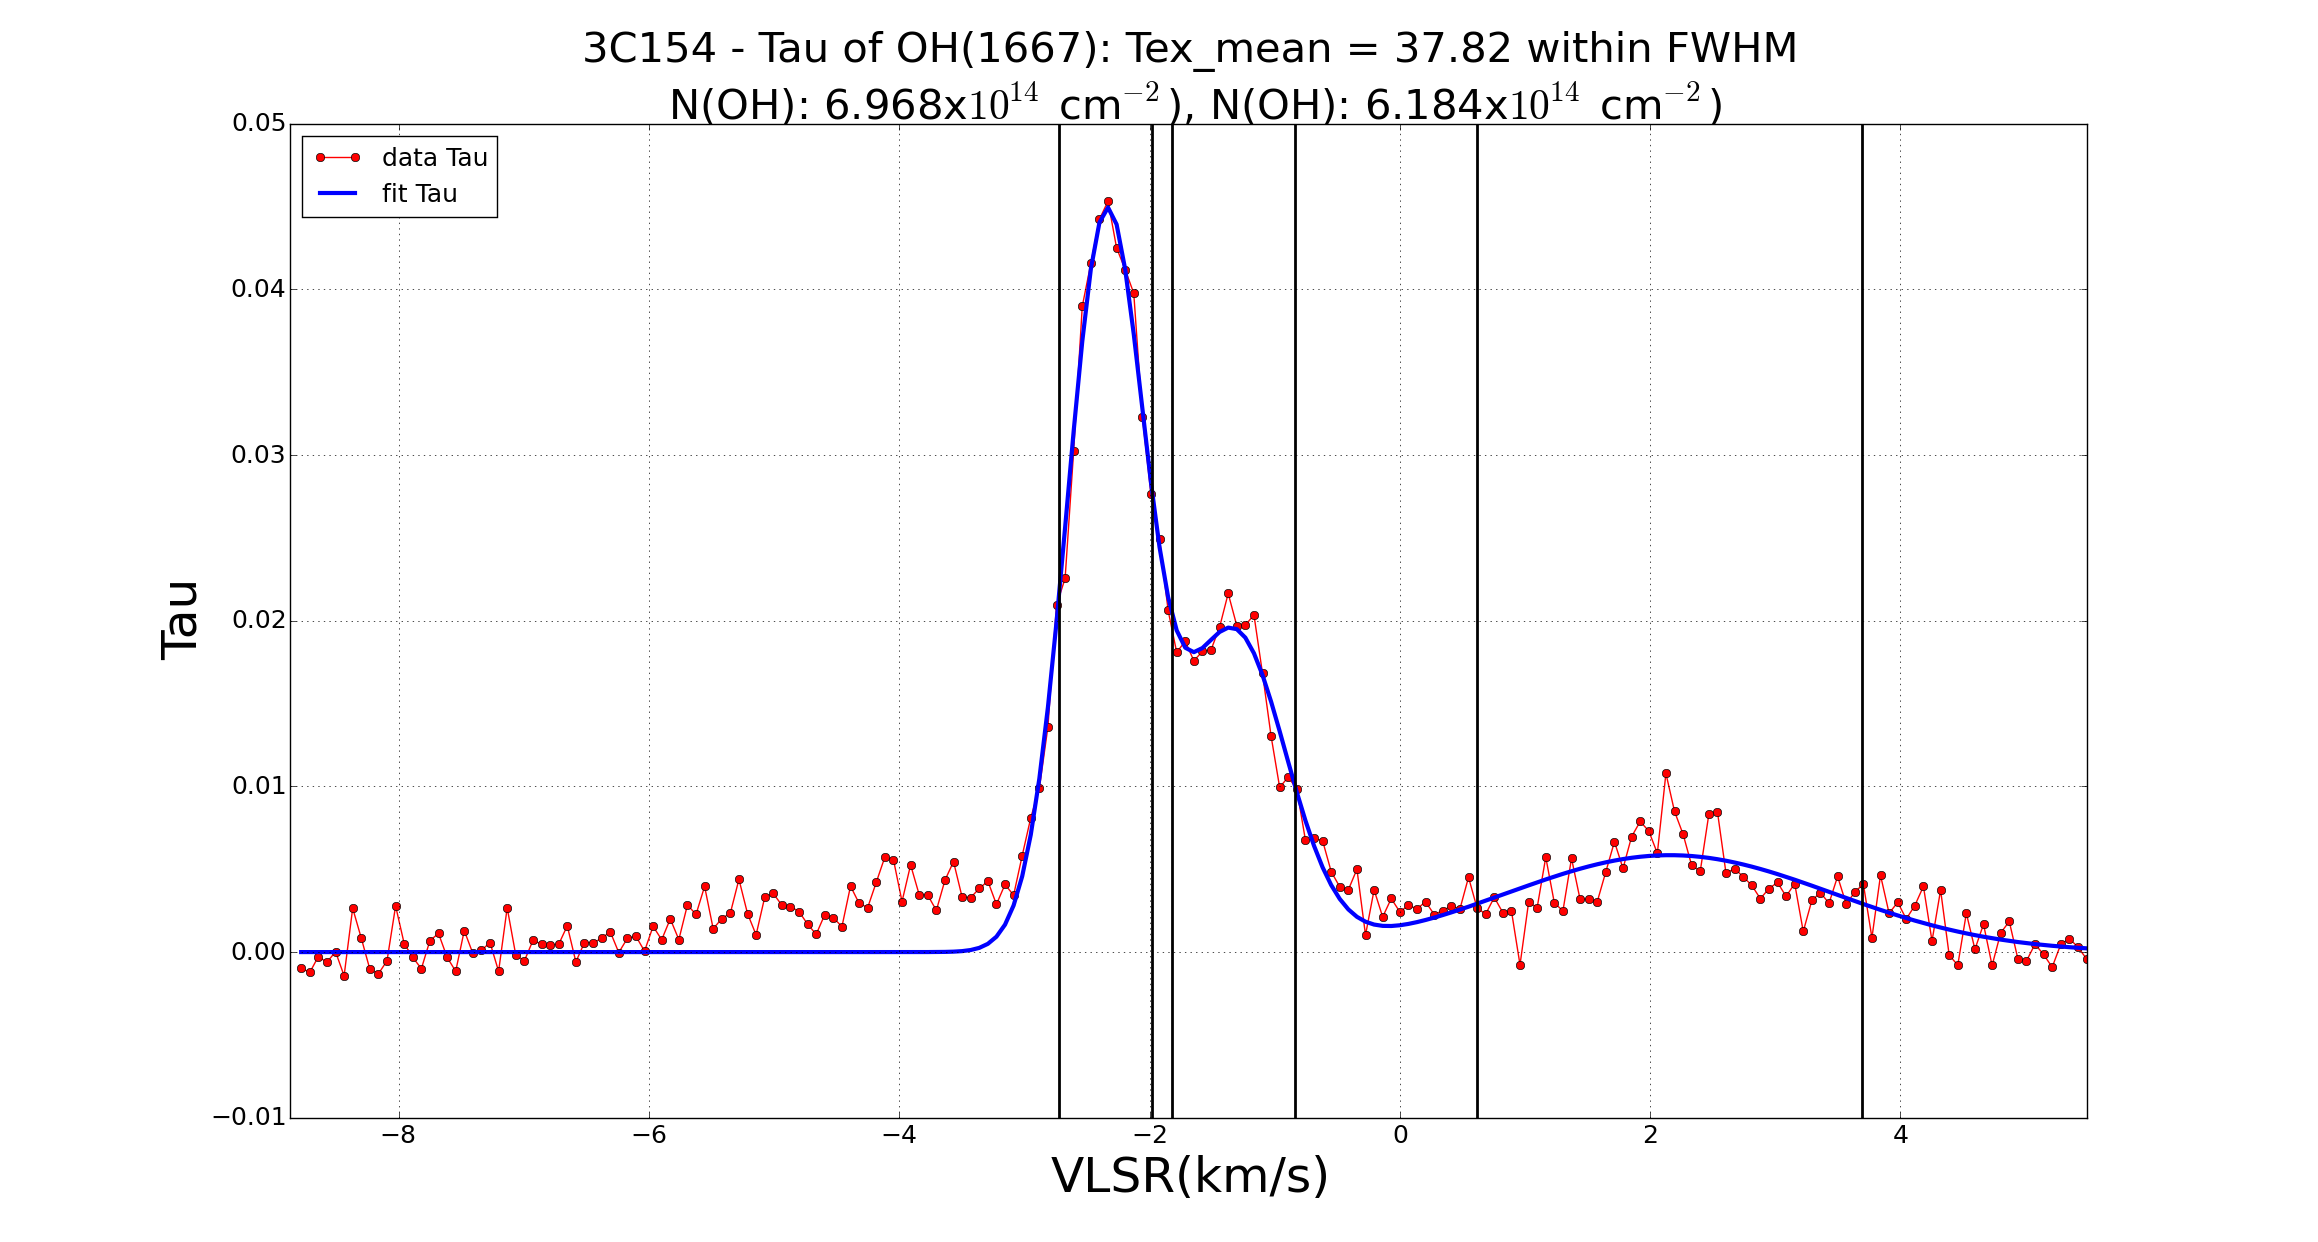 3C154 - Tau of OH(1667): Tex_mean = 37.82 within FWHM
N(OH): 6.968x10^{14} cm^{-2}), N(OH): 6.184x10^{14} cm^{-2})
0.05
data Tau
fit Tau
0.04
0.03
0.02
0.01
0.00
−0.01
Tau
−8 −6 −4 −2 0 2 4
VLSR(km/s)